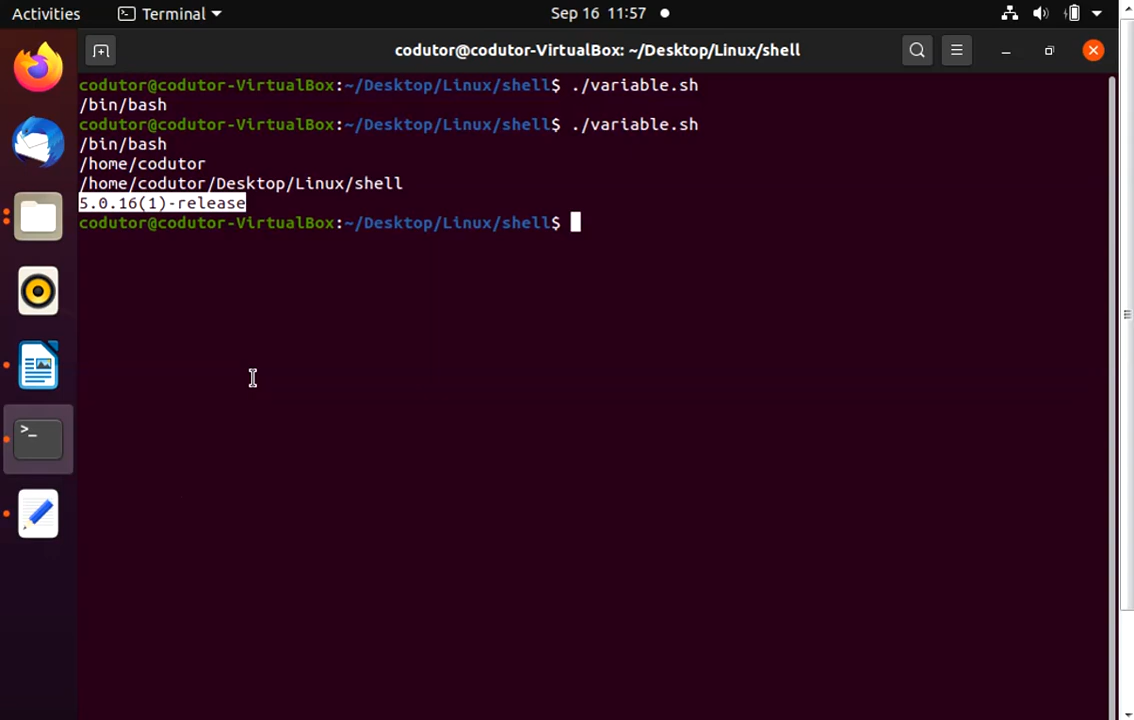 Activities Terminal Sep 16 11:57
codutor@codutor-VirtualBox: ~/Desktop/Linux/shell
codutor@codutor-VirtualBox:~/Desktop/Linux/shell$ ./variable.sh
/bin/bash
codutor@codutor-VirtualBox:~/Desktop/Linux/shell$ ./variable.sh
/bin/bash
/home/codutor
/home/codutor/Desktop/Linux/shell
5.0.16(1)-release
codutor@codutor-VirtualBox:~/Desktop/Linux/shell$